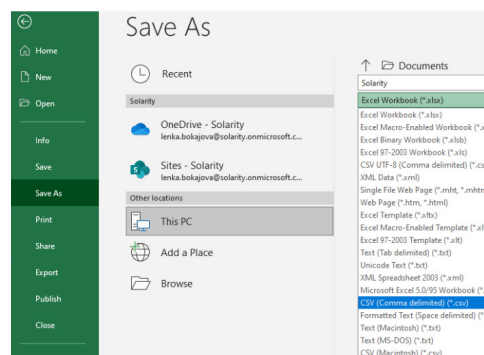 Save As
Home
New
Open
Info
Save
Save As
Print
Share
Export
Publish
Close
Recent
Solarity
OneDrive - Solarity
lenka.bokajova@solarity.onmicrosoft.c...
Sites - Solarity
lenka.bokajova@solarity.onmicrosoft.c...
Other locations
This PC
Add a Place
Browse
Documents
Solarity
Excel Workbook (*.xlsx)
Excel Workbook (*.xlsx)
Excel Macro-Enabled Workbook (*.x
Excel Binary Workbook (*.xlsb)
Excel 97-2003 Workbook (*.xls)
CSV UTF-8 (Comma delimited) (*.cs
XML Data (*.xml)
Single File Web Page (*.mht, *.mhtm
Web Page (*.htm, *.html)
Excel Template (*.xltx)
Excel Macro-Enabled Template (*.xl
Excel 97-2003 Template (*.xlt)
Text (Tab delimited) (*.txt)
Unicode Text (*.txt)
XML Spreadsheet 2003 (*.xml)
Microsoft Excel 5.0/95 Workbook (*.
CSV (Comma delimited) (*.csv)
Formatted Text (Space delimited) (*
Text (Macintosh) (*.txt)
Text (MS-DOS) (*.txt)
CSV (Macintosh) (*.csv)